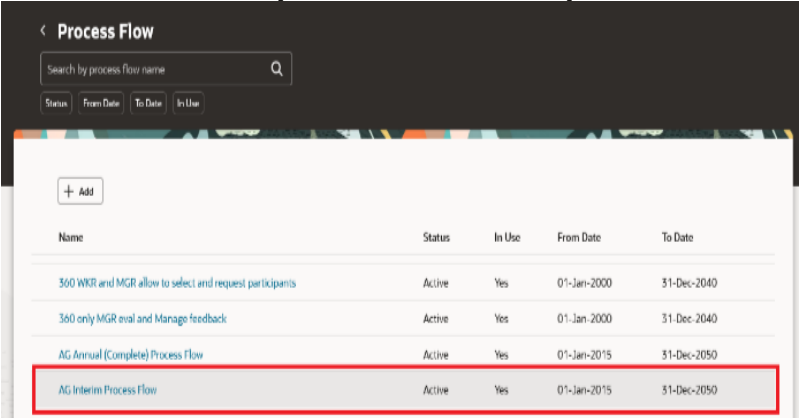 Process Flow
Search by process flow name
Status From Date To Date In Use
+ Add
Name Status In Use From Date To Date
360 WKR and MGR allow to select and request participants Active Yes 01-Jan-2000 31-Dec-2040
360 only MGR eval and Manage feedback Active Yes 01-Jan-2000 31-Dec-2040
AG Annual (Complete) Process Flow Active Yes 01-Jan-2015 31-Dec-2050
AG Interim Process Flow Active Yes 01-Jan-2015 31-Dec-2050